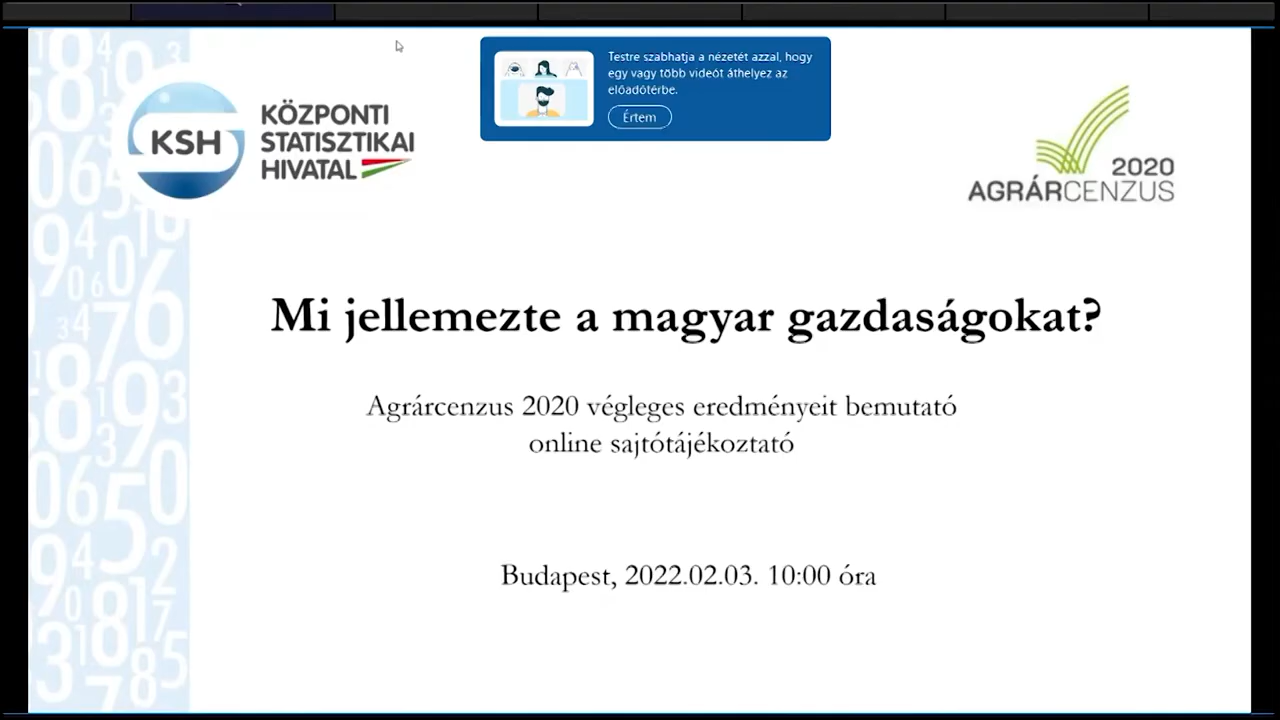 Testre szabhatja a nézetét azzal, hogy
egy vagy több videót áthelyez az
előadótérbe.
Értem
KSH
KÖZPONTI
STATISZTIKAI
HIVATAL
2020
AGRÁRCENZUS
Mi jellemezte a magyar gazdaságokat?
Agrárcenzus 2020 végleges eredményeit bemutató
online sajtótájékoztató
Budapest, 2022.02.03. 10:00 óra